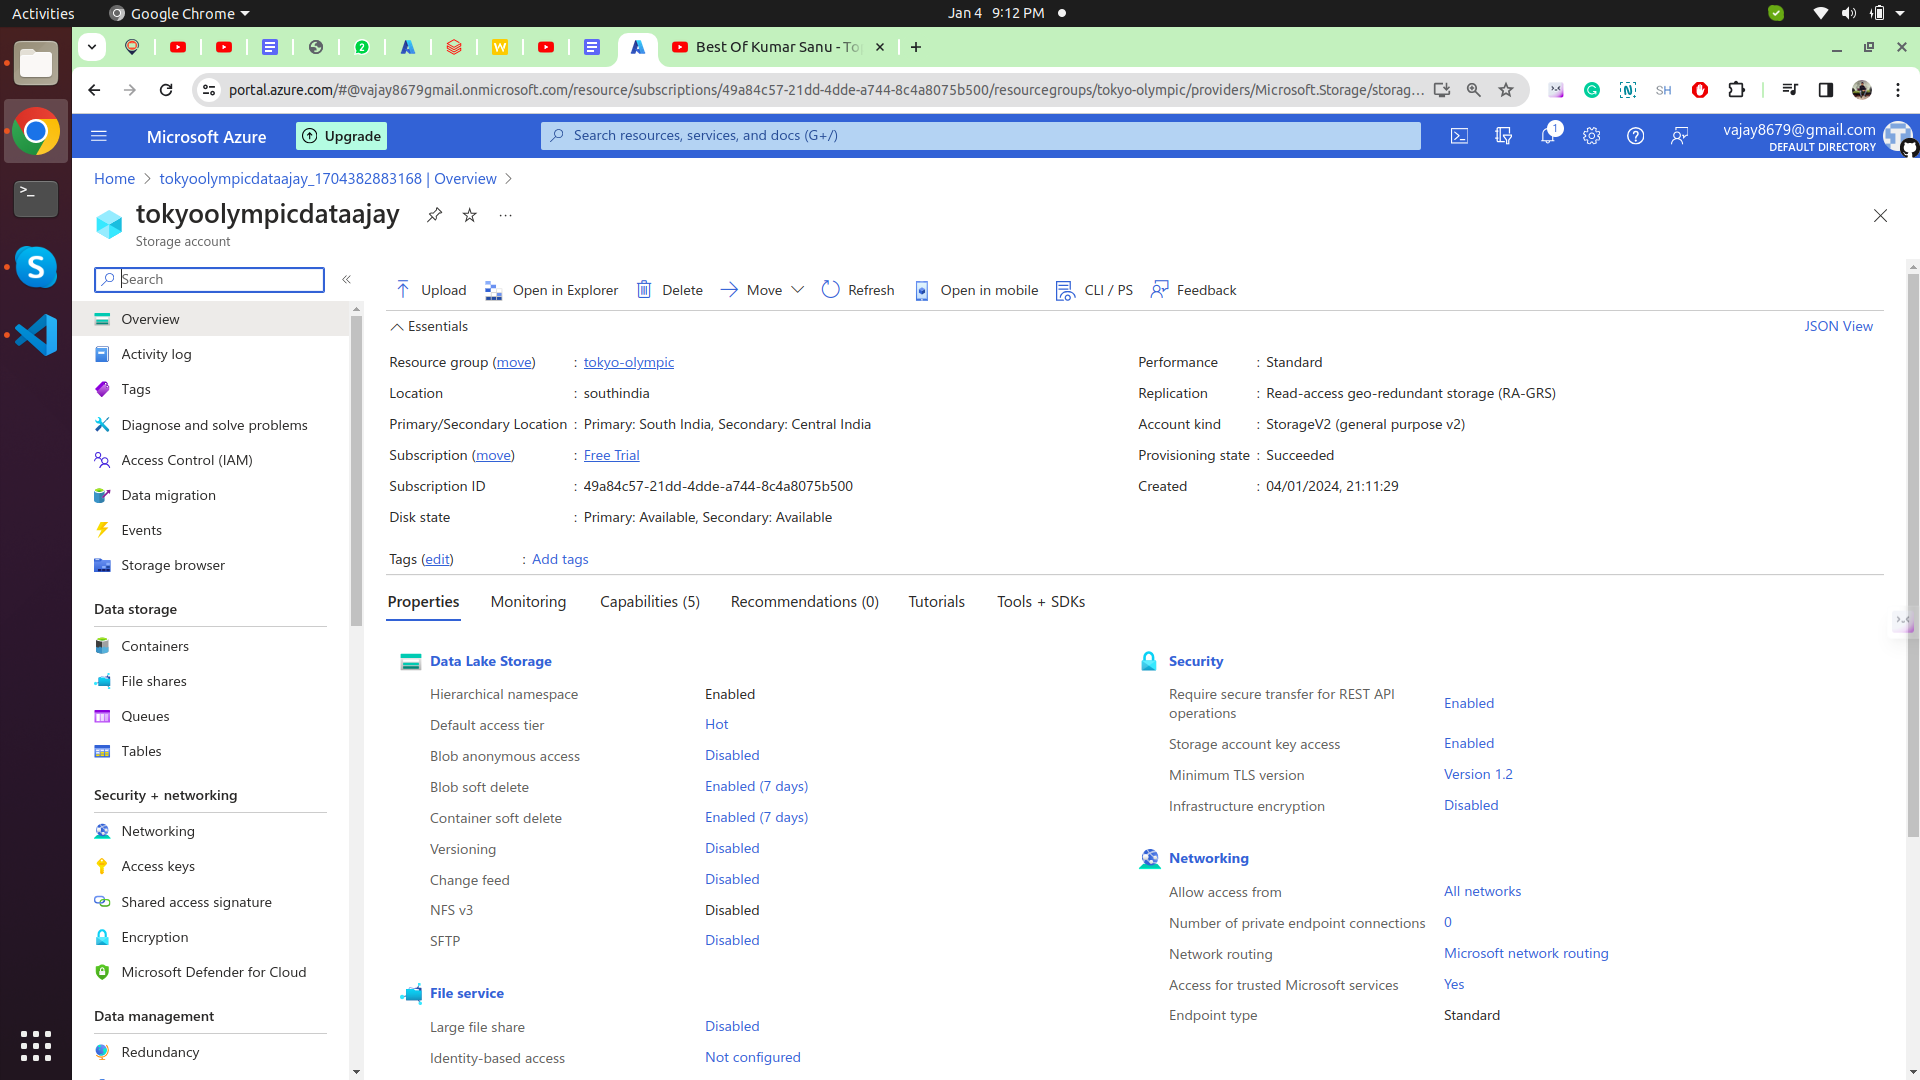 Activities
Google Chrome
Jan 4 9:12 PM
Best Of Kumar Sanu - To
portal.azure.com/#@vajay8679gmail.onmicrosoft.com/resource/subscriptions/49a84c57-21dd-4dde-a744-8c4a8075b500/resourcegroups/tokyo-olympic/providers/Microsoft.Storage/storag...
SH
Microsoft Azure
Upgrade
Search resources, services, and docs (G+/)
1
vajay8679@gmail.com
DEFAULT DIRECTORY
Home > tokyoolympicdataajay_1704382883168 | Overview >
tokyoolympicdataajay
Storage account
Search
Overview
Activity log
Tags
Diagnose and solve problems
Access Control (IAM)
Data migration
Events
Storage browser
Data storage
Containers
File shares
Queues
Tables
Security + networking
Networking
Access keys
Shared access signature
Encryption
Microsoft Defender for Cloud
Data management
Redundancy
Upload
Open in Explorer
Delete
Move
Refresh
Open in mobile
CLI / PS
Feedback
Essentials
JSON View
Resource group (move) : tokyo-olympic
Location : southindia
Primary/Secondary Location : Primary: South India, Secondary: Central India
Subscription (move) : Free Trial
Subscription ID : 49a84c57-21dd-4dde-a744-8c4a8075b500
Disk state : Primary: Available, Secondary: Available
Performance : Standard
Replication : Read-access geo-redundant storage (RA-GRS)
Account kind : StorageV2 (general purpose v2)
Provisioning state : Succeeded
Created : 04/01/2024, 21:11:29
Tags (edit) : Add tags
Properties
Monitoring
Capabilities (5)
Recommendations (0)
Tutorials
Tools + SDKs
Data Lake Storage
Hierarchical namespace Enabled
Default access tier Hot
Blob anonymous access Disabled
Blob soft delete Enabled (7 days)
Container soft delete Enabled (7 days)
Versioning Disabled
Change feed Disabled
NFS v3 Disabled
SFTP Disabled
File service
Large file share Disabled
Identity-based access Not configured
Security
Require secure transfer for REST API
operations Enabled
Storage account key access Enabled
Minimum TLS version Version 1.2
Infrastructure encryption Disabled
Networking
Allow access from All networks
Number of private endpoint connections 0
Network routing Microsoft network routing
Access for trusted Microsoft services Yes
Endpoint type Standard